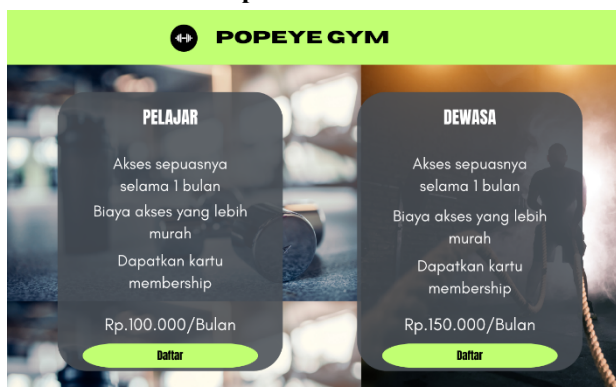 POPEYE GYM
PELAJAR
Akses sepuasnya
selama 1 bulan
Biaya akses yang lebih
murah
Dapatkan kartu
membership
Rp.100.000/Bulan
Daftar
DEWASA
Akses sepuasnya
selama 1 bulan
Biaya akses yang lebih
murah
Dapatkan kartu
membership
Rp.150.000/Bulan
Daftar